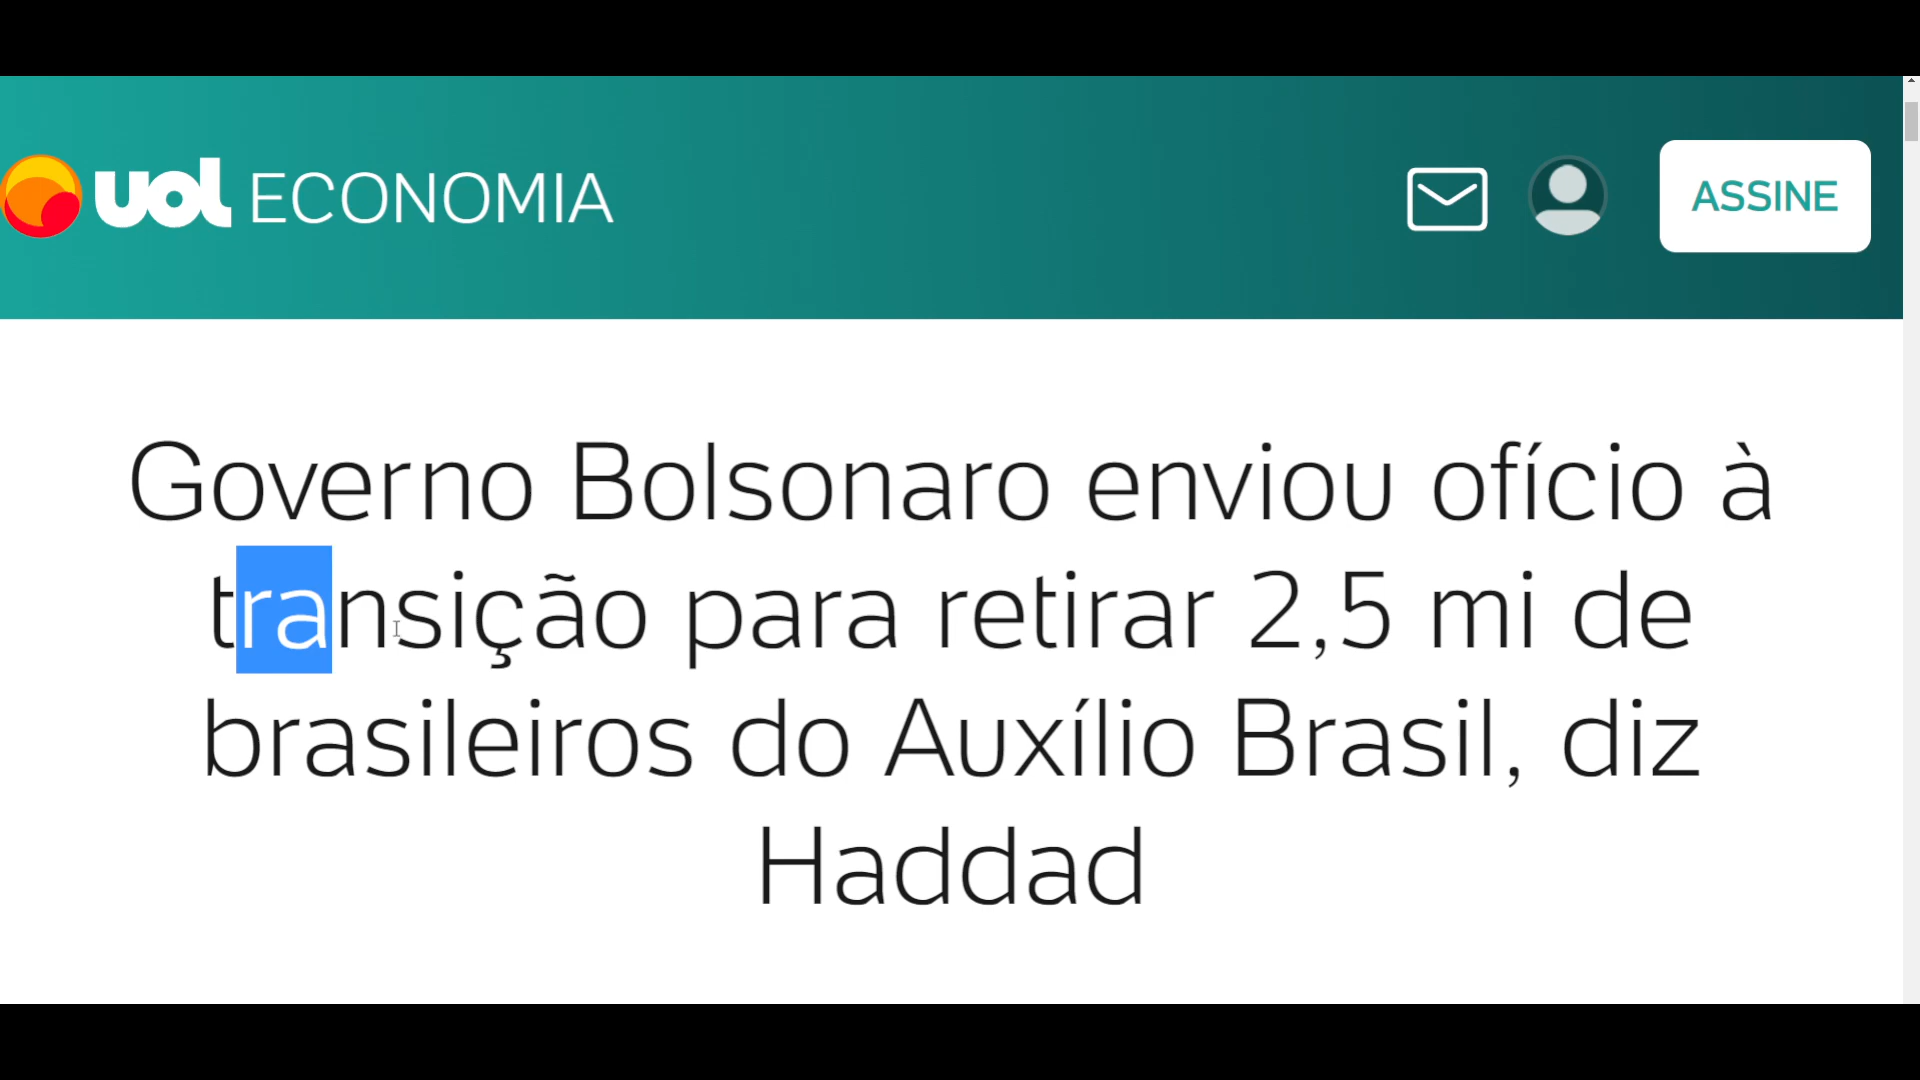 uol ECONOMIA
ASSINE
Governo Bolsonaro enviou ofício à
transição para retirar 2,5 mi de
brasileiros do Auxílio Brasil, diz
Haddad